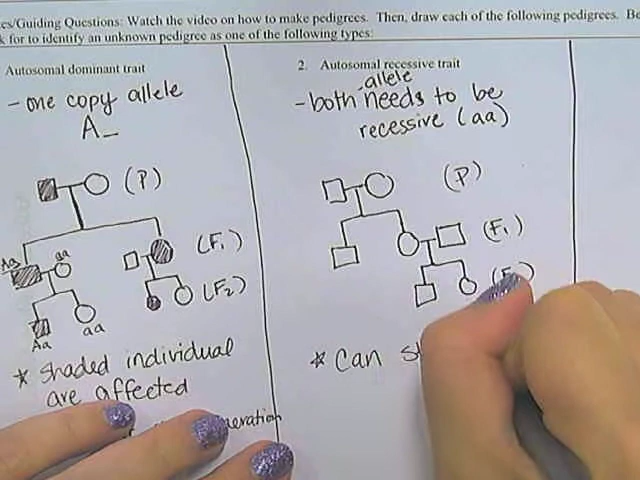 es/Guiding Questions: Watch the video on how to make pedigrees. Then, draw each of the following pedigrees. Be
k for to identify an unknown pedigree as one of the following types:
Autosomal dominant trait
- one copy allele
A_
(P)
(F₁)
Aa
aa
(F₂)
Aa
aa
* Shaded individual
are affected
neration
2. Autosomal recessive trait
allele
- both needs to be
recessive (aa)
(P)
(F₁)
* Can